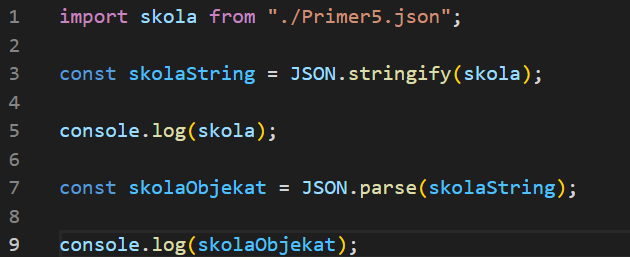 1 import skola from "./Primer5.json";
2
3 const skolaString = JSON.stringify(skola);
4
5 console.log(skola);
6
7 const skolaObjekat = JSON.parse(skolaString);
8
9 console.log(skolaObjekat);